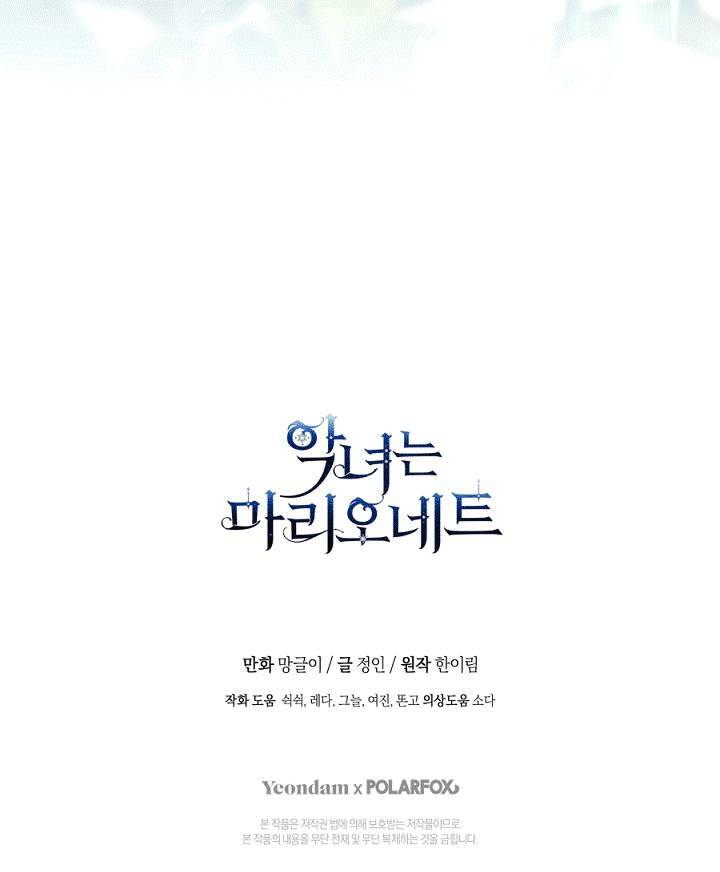 악녀는
마리오네트
만화 망글이 / 글 정인 / 원작 한이림
작화 도움 쉭쉭, 레다, 그늘, 여진, 똔고 의상도움 소다
Yeondam x POLARFOX
본 작품은 저작권 법에 의해 보호받는 저작물이므로
본 작품의 내용을 무단 전재 및 무단 복제하는 것을 금합니다.